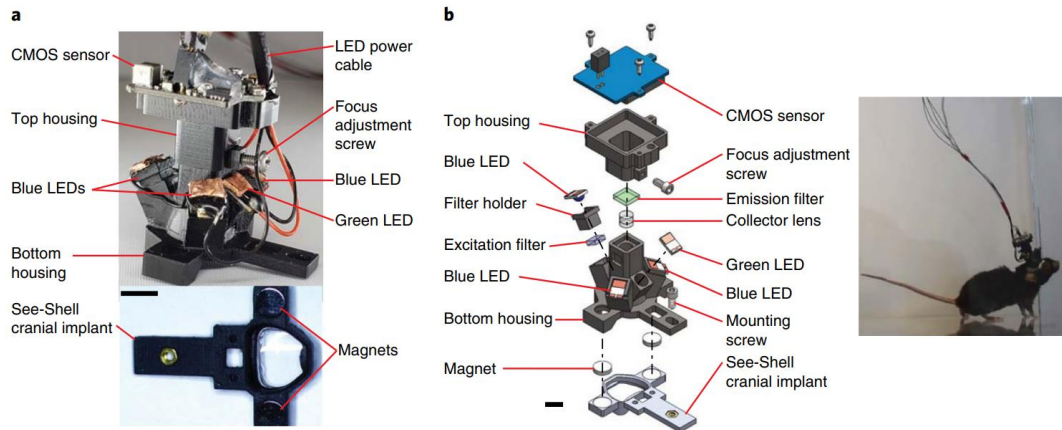 a
CMOS sensor
LED power
cable
Top housing
Focus
adjustment
screw
Blue LEDs
Blue LED
Green LED
Bottom
housing
See-Shell
cranial implant
Magnets
b
CMOS sensor
Top housing
Focus adjustment
screw
Blue LED
Emission filter
Filter holder
Collector lens
Excitation filter
Green LED
Blue LED
Blue LED
Bottom housing
Mounting
screw
Magnet
See-Shell
cranial implant